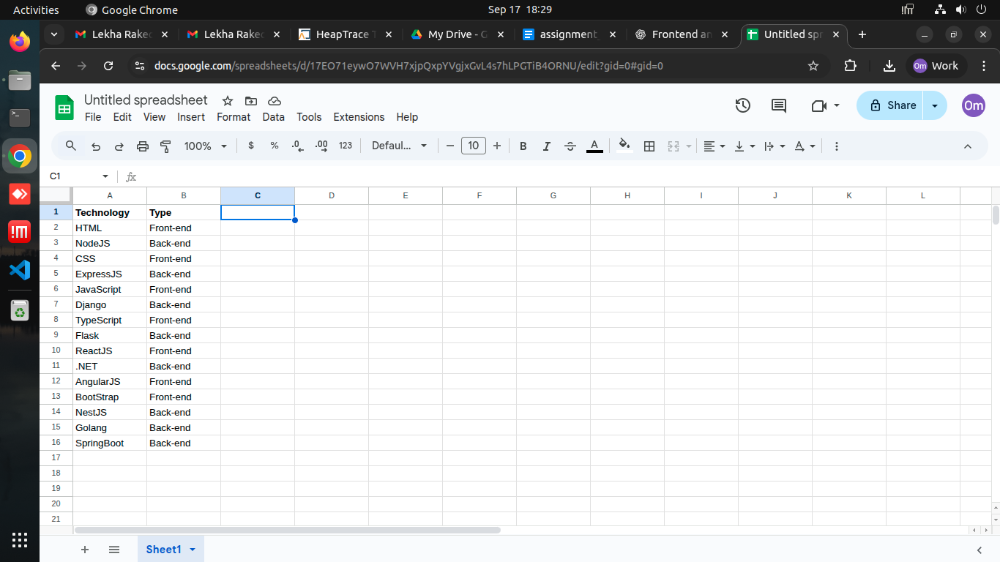 Activities Google Chrome Sep 17 18:29
Lekha Rake Lekha Rake HeapTrace T My Drive - G assignment_ Frontend an Untitled spr
docs.google.com/spreadsheets/d/17EO71eywO7WVH7xjpQxpYVgjxGvL4s7hLPGTiB4ORNU/edit?gid=0#gid=0 Om Work
Untitled spreadsheet
File Edit View Insert Format Data Tools Extensions Help Share Om
100% $ % .0 .00 123 Defaul... 10 B I S A A
C1 fx
A B C D E F G H I J K L
1 Technology Type
2 HTML Front-end
3 NodeJS Back-end
4 CSS Front-end
5 ExpressJS Back-end
6 JavaScript Front-end
7 Django Back-end
8 TypeScript Front-end
9 Flask Back-end
10 ReactJS Front-end
11 .NET Back-end
12 AngularJS Front-end
13 BootStrap Front-end
14 NestJS Back-end
15 Golang Back-end
16 SpringBoot Back-end
17
18
19
20
21
Sheet1